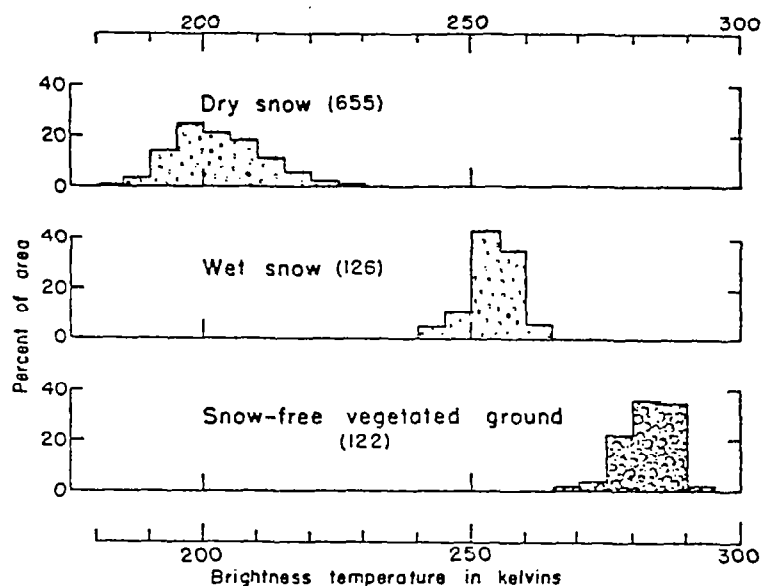 200 250 300
40
20
0
Dry snow (655)
40
20
0
Wet snow (126)
Percent of area
40
20
0
Snow-free vegetated ground
(122)
200 250 300
Brightness temperature in kelvins